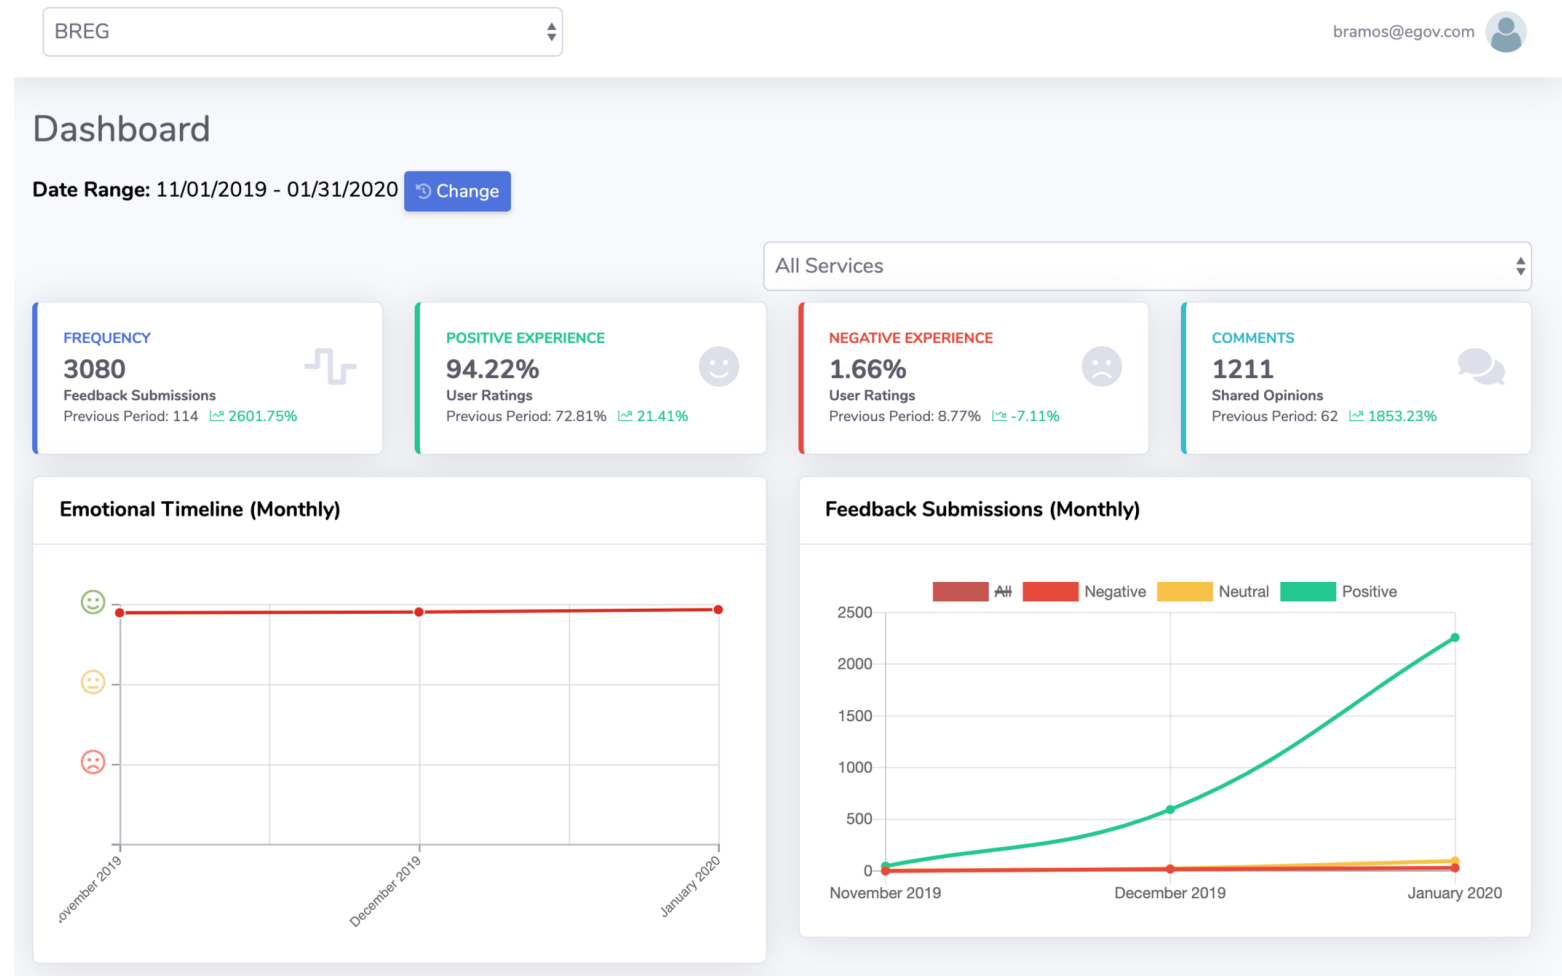 BREG
bramos@egov.com
Dashboard
Date Range: 11/01/2019 - 01/31/2020 Change
All Services
FREQUENCY
3080
Feedback Submissions
Previous Period: 114 2601.75%
POSITIVE EXPERIENCE
94.22%
User Ratings
Previous Period: 72.81% 21.41%
NEGATIVE EXPERIENCE
1.66%
User Ratings
Previous Period: 8.77% -7.11%
COMMENTS
1211
Shared Opinions
Previous Period: 62 1853.23%
Emotional Timeline (Monthly)
ovember 2019
December 2019
January 2020
Feedback Submissions (Monthly)
All Negative Neutral Positive
2500
2000
1500
1000
500
0
November 2019 December 2019 January 2020